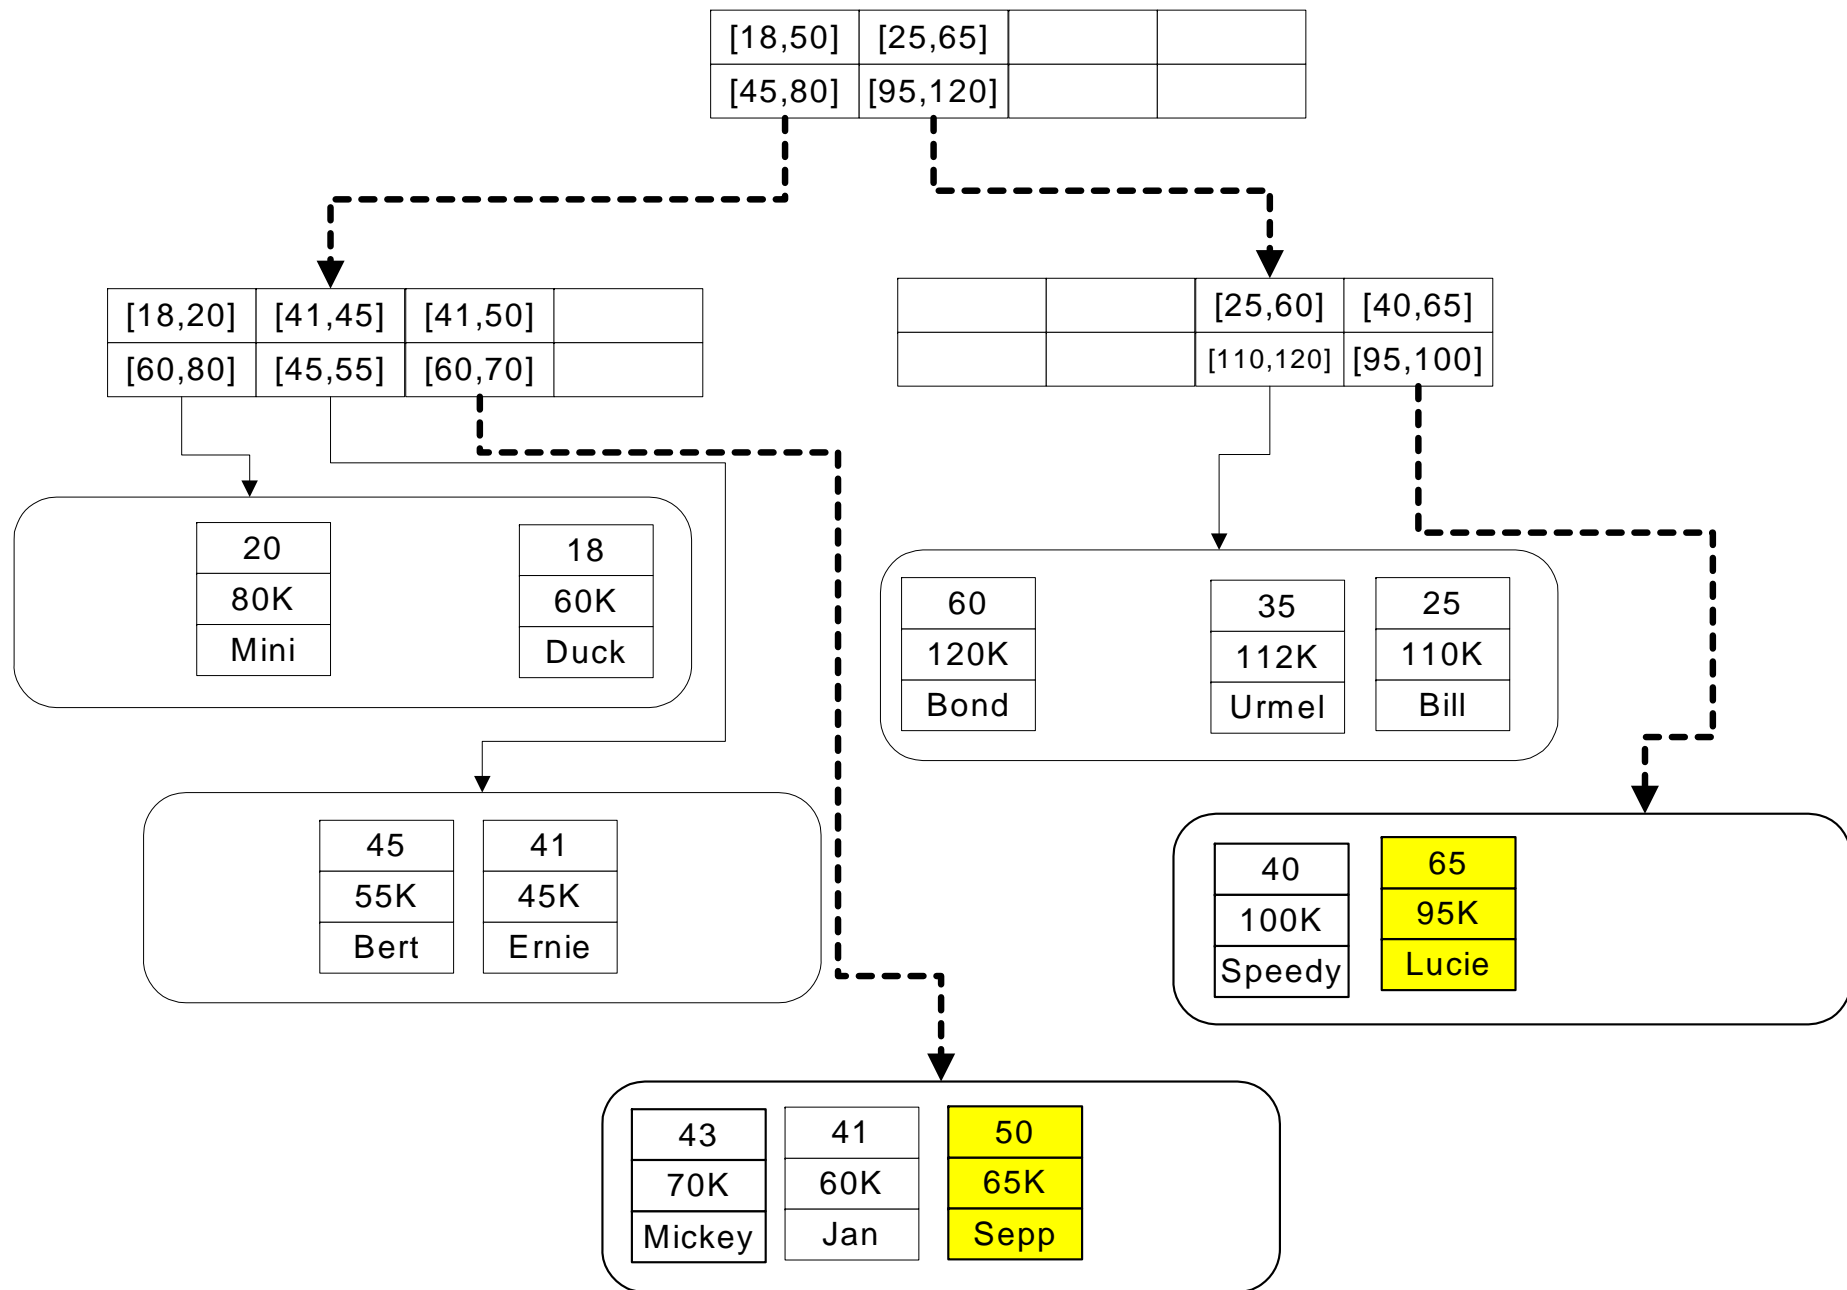 [18,50] [25,65]
[45,80] [95,120]
[18,20] [41,45] [41,50]
[60,80] [45,55] [60,70]
[25,60] [40,65]
[110,120] [95,100]
20
80K
Mini
18
60K
Duck
60
120K
Bond
35
112K
Urmel
25
110K
Bill
45
55K
Bert
41
45K
Ernie
40
100K
Speedy
65
95K
Lucie
43
70K
Mickey
41
60K
Jan
50
65K
Sepp